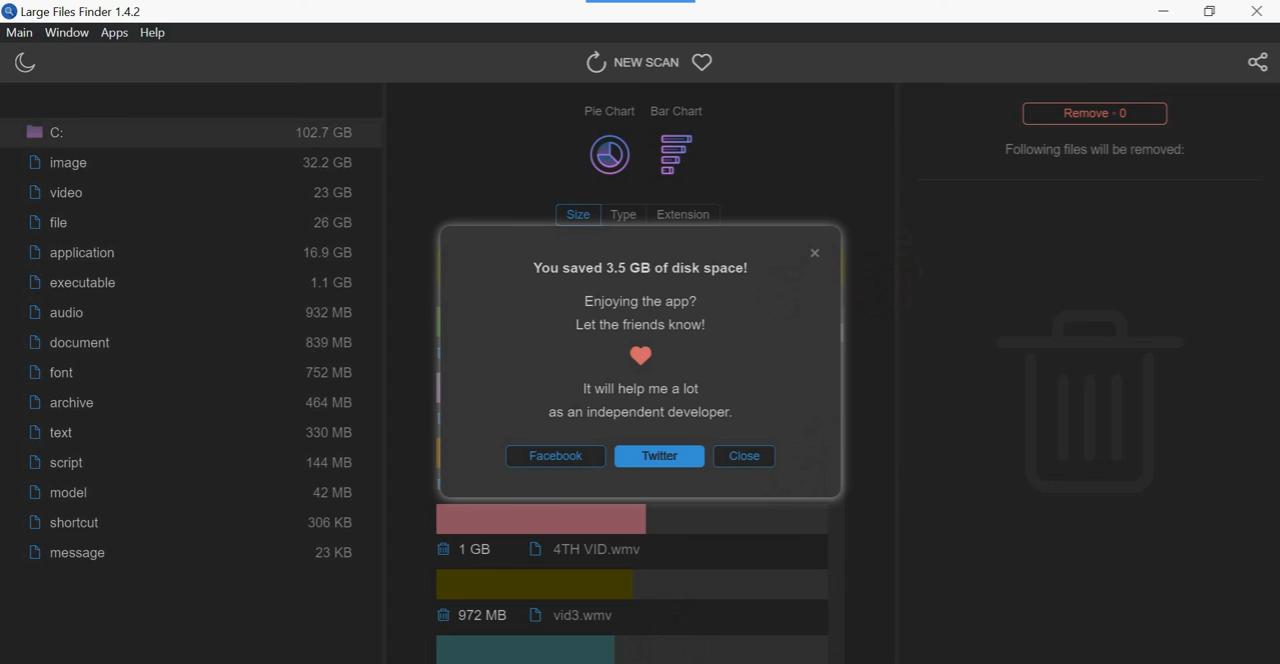 Large Files Finder 1.4.2
Main Window Apps Help
NEW SCAN
C: 102.7 GB
image 32.2 GB
video 23 GB
file 26 GB
application 16.9 GB
executable 1.1 GB
audio 932 MB
document 839 MB
font 752 MB
archive 464 MB
text 330 MB
script 144 MB
model 42 MB
shortcut 306 KB
message 23 KB
Pie Chart Bar Chart
Size Type Extension
You saved 3.5 GB of disk space!
Enjoying the app?
Let the friends know!
It will help me a lot
as an independent developer.
Facebook Twitter Close
1 GB 4TH VID.wmv
972 MB vid3.wmv
Remove - 0
Following files will be removed: